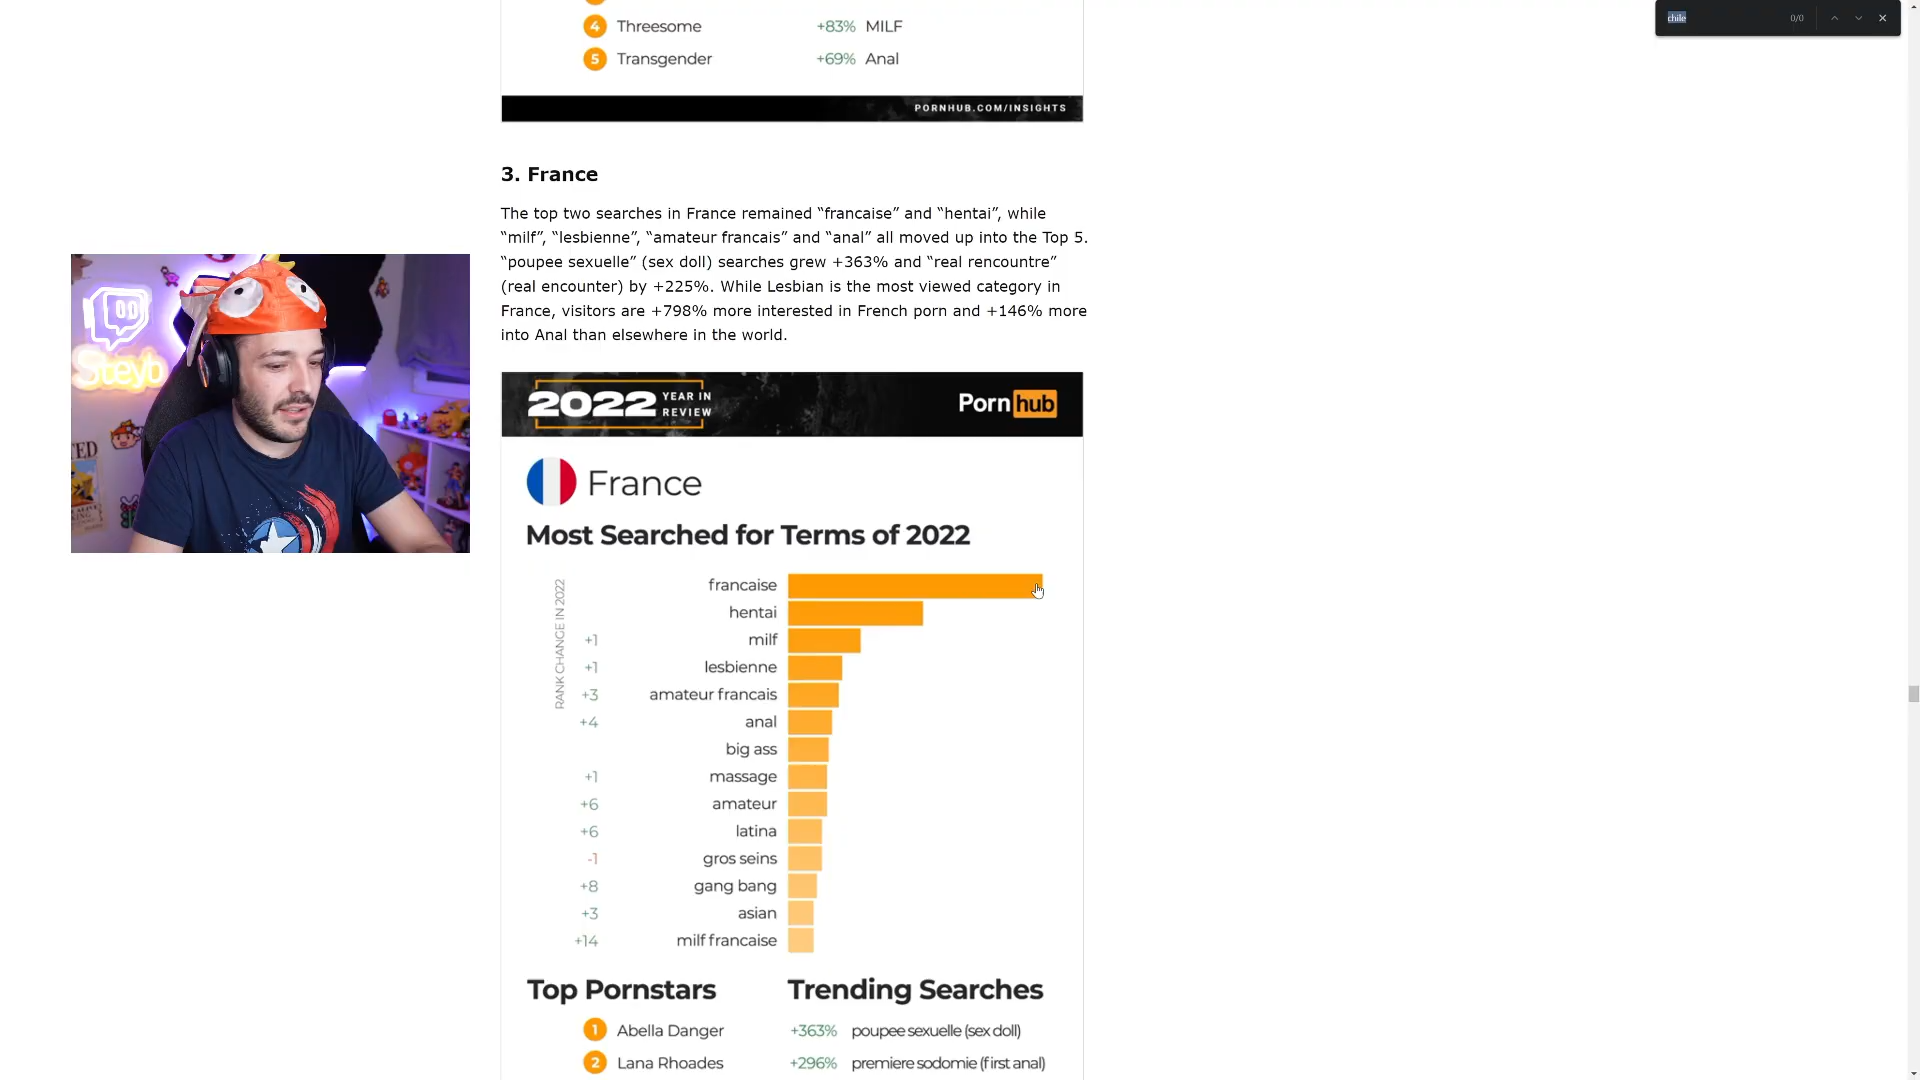 chile
0/0
4 Threesome +83% MILF
5 Transgender +69% Anal
PORNHUB.COM/INSIGHTS
3. France
The top two searches in France remained “francaise” and “hentai”, while
“milf”, “lesbienne”, “amateur francais” and “anal” all moved up into the Top 5.
“poupee sexuelle” (sex doll) searches grew +363% and “real rencountre”
(real encounter) by +225%. While Lesbian is the most viewed category in
France, visitors are +798% more interested in French porn and +146% more
into Anal than elsewhere in the world.
Steyb
2022 YEAR IN
REVIEW
Porn hub
France
Most Searched for Terms of 2022
RANK CHANGE IN 2022
francaise
hentai
+1 milf
+1 lesbienne
+3 amateur francais
+4 anal
big ass
+1 massage
+6 amateur
+6 latina
-1 gros seins
+8 gang bang
+3 asian
+14 milf francaise
Top Pornstars
1 Abella Danger
2 Lana Rhoades
Trending Searches
+363% poupee sexuelle (sex doll)
+296% premiere sodomie (first anal)